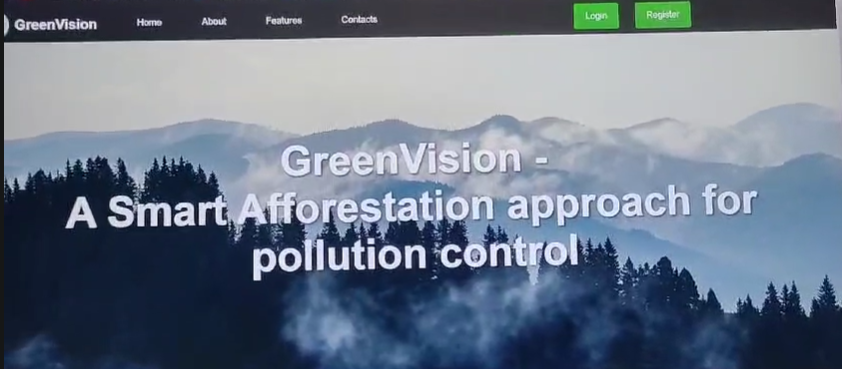 GreenVision Home About Features Contacts Login Register
GreenVision -
A Smart Afforestation approach for
pollution control